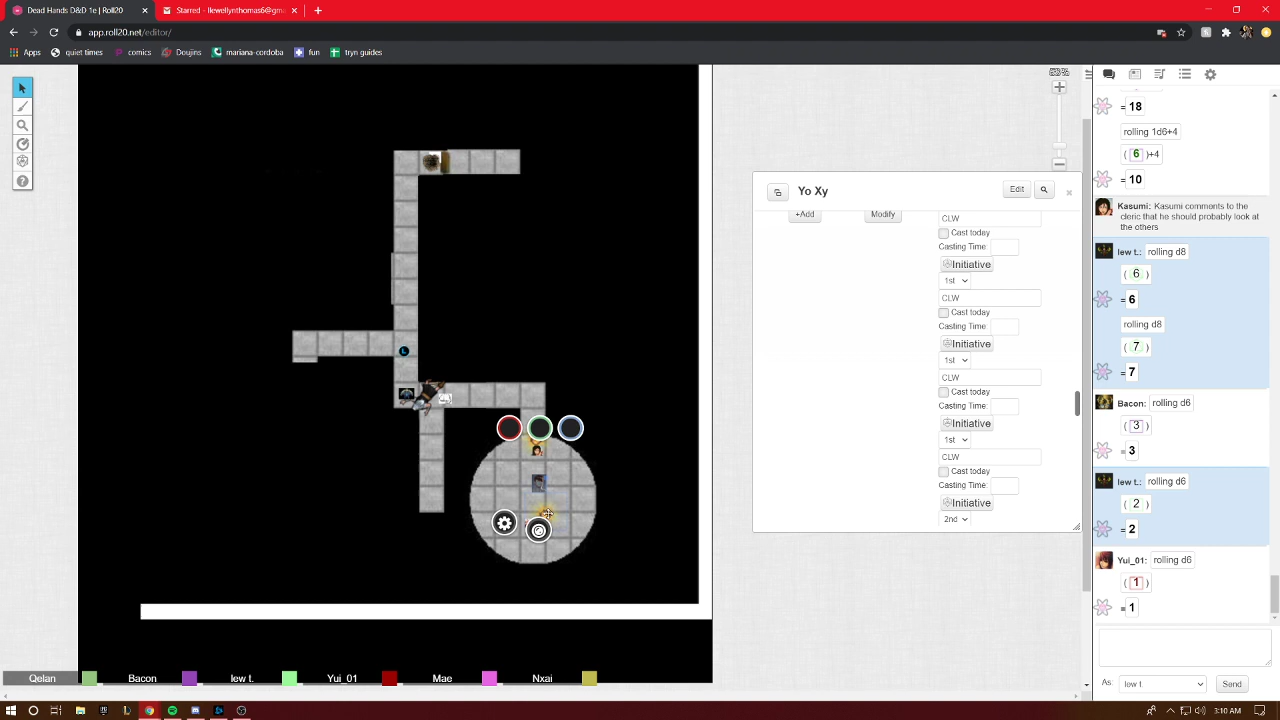 Dead Hands D&D 1e | Roll20
Starred - llewellynthomas6@gm
app.roll20.net/editor/
Apps
quiet times
comics
Doujins
mariana-cordoba
fun
tryn guides
L
Yo Xy
Edit
+Add
Modify
CLW
Cast today
Casting Time:
Initiative
1st
CLW
Cast today
Casting Time:
Initiative
1st
CLW
Cast today
Casting Time:
Initiative
1st
CLW
Cast today
Casting Time:
Initiative
2nd
=18
rolling 1d6+4
(6)+4
=10
Kasumi: Kasumi comments to
the cleric that he should probably look at
the others
lew t.: rolling d8
(6)
=6
rolling d8
(7)
=7
Bacon: rolling d6
(3)
=3
lew t.: rolling d6
(2)
=2
Yui_01: rolling d6
(1)
=1
As: lew t Send
Qelan Bacon lew t. Yui_01 Mae Nxai
3:10 AM